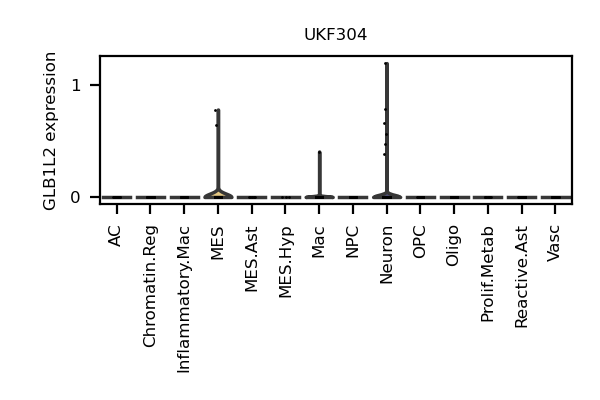 UKF304
GLB1L2 expression
1
0
AC
Chromatin.Reg
Inflammatory.Mac
MES
MES.Ast
MES.Hyp
Mac
NPC
Neuron
OPC
Oligo
Prolif.Metab
Reactive.Ast
Vasc